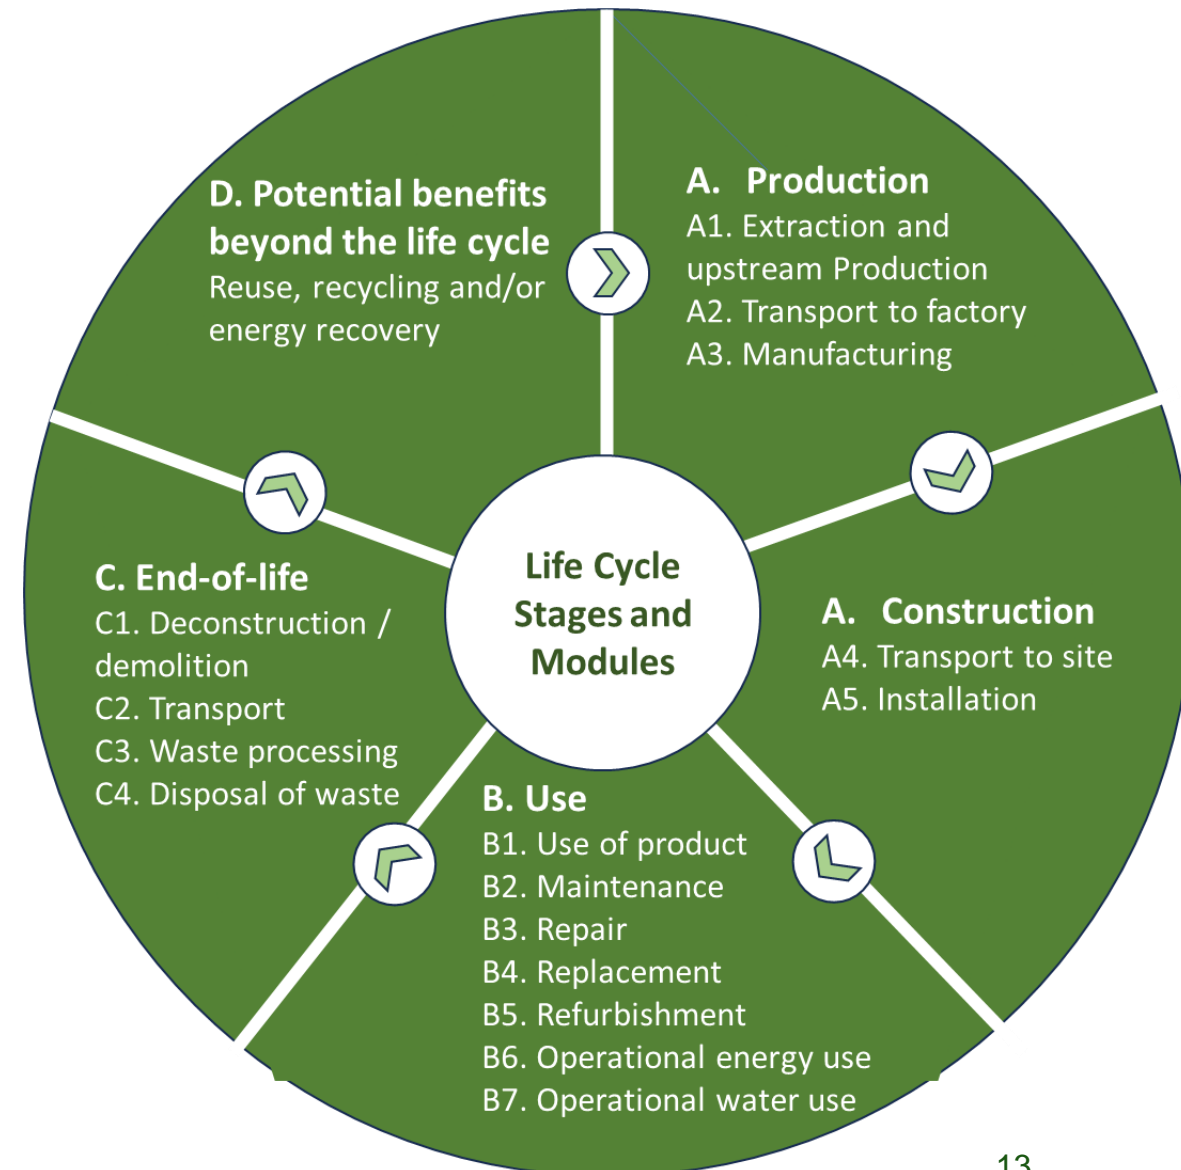 Life Cycle
Stages and
Modules
A. Production
A1. Extraction and
upstream Production
A2. Transport to factory
A3. Manufacturing
A. Construction
A4. Transport to site
A5. Installation
B. Use
B1. Use of product
B2. Maintenance
B3. Repair
B4. Replacement
B5. Refurbishment
B6. Operational energy use
B7. Operational water use
C. End-of-life
C1. Deconstruction /
demolition
C2. Transport
C3. Waste processing
C4. Disposal of waste
D. Potential benefits
beyond the life cycle
Reuse, recycling and/or
energy recovery
13